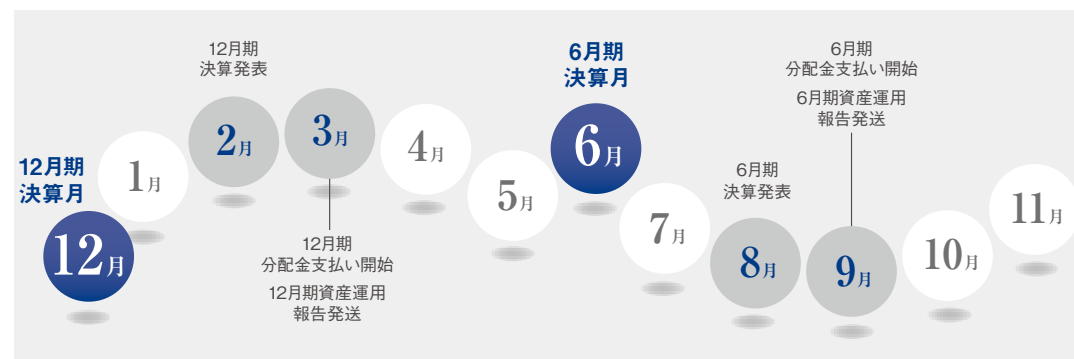 12月期
決算月
12月
1月
12月期
決算発表
2月
3月
12月期
分配金支払い開始
12月期資産運用
報告発送
4月
5月
6月期
決算月
6月
7月
6月期
決算発表
8月
6月期
分配金支払い開始
6月期資産運用
報告発送
9月
10月
11月